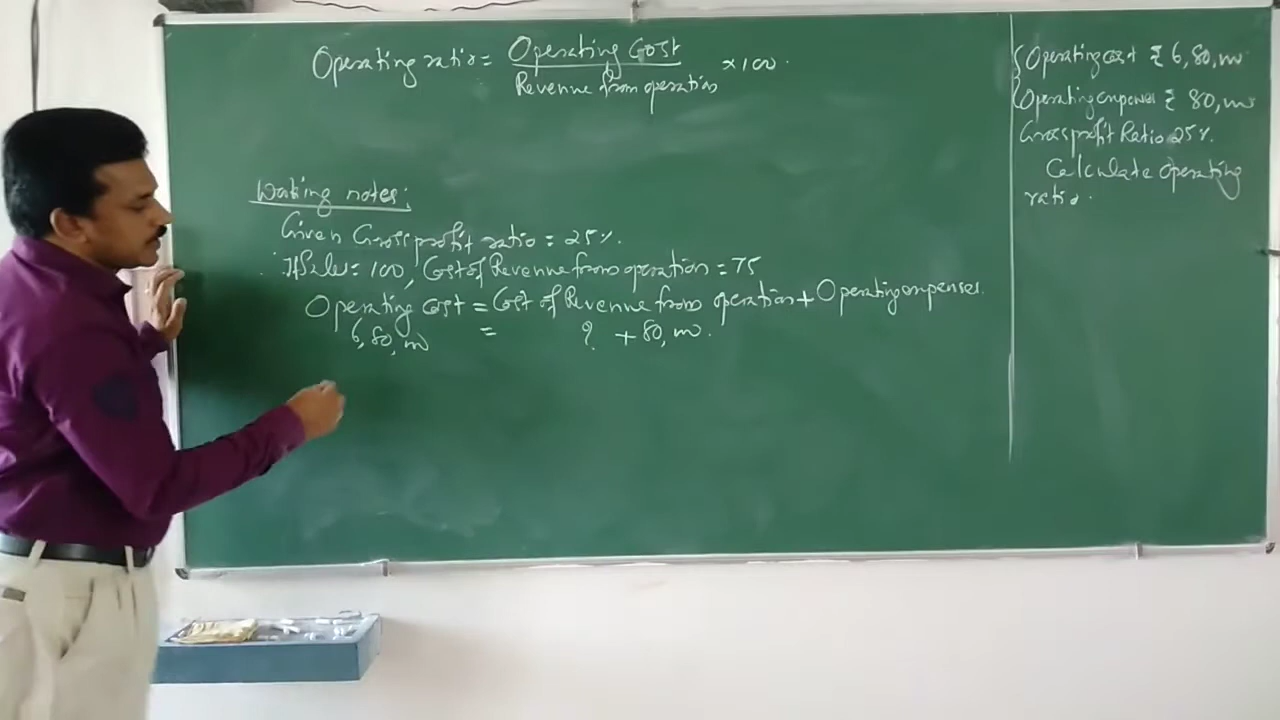 Operating ratio = Operating Cost / Revenue from operation × 100.
Working notes:
Given Gross profit ratio = 25%.
If Sales = 100, Cost of Revenue from operation = 75
Operating Cost = Cost of Revenue from operation + Operating expenses.
6,80,000 = ? + 80,000.
Operating cost ₹ 6,80,000
Operating expenses ₹ 80,000
Gross profit Ratio 25%.
Calculate operating
ratio.